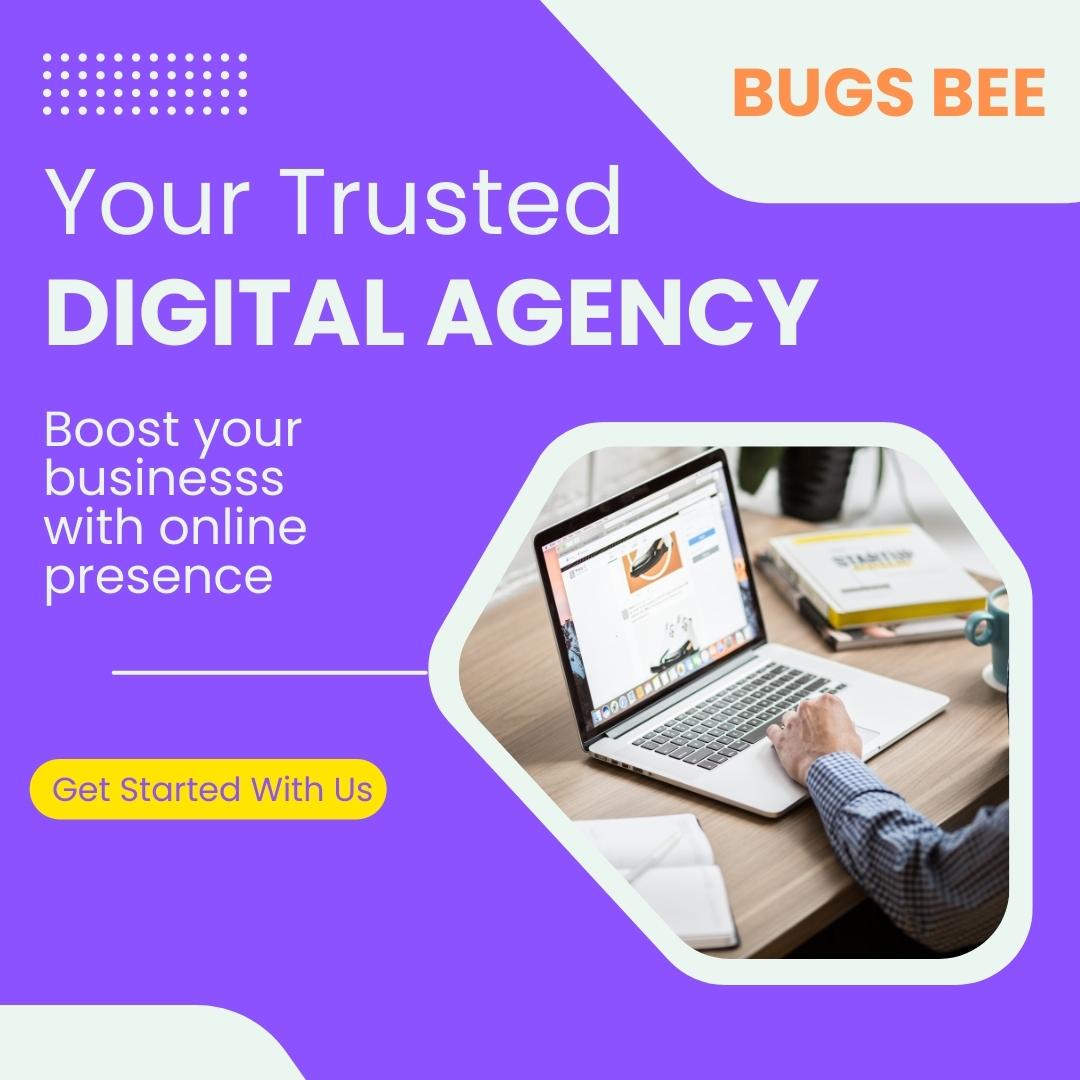 BUGS BEE
Your Trusted
DIGITAL AGENCY
Boost your
businesss
with online
presence
STARTUP
Get Started With Us